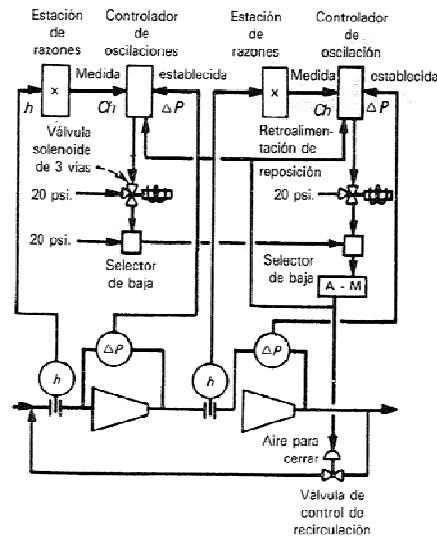 Estación
de
razones
Controlador
de
oscilaciones
Estación
de
razones
Controlador
de
oscilación
x
Medida
establecida
h
Ch
ΔP
x
Medida
establecida
Ch
ΔP
Válvula
solenoide
de 3 vías
Retroalimen-
tación de
reposición
20 psi.
20 psi.
20 psi.
Selector
de baja
Selector
de baja
A - M
ΔP
h
ΔP
h
Aire para
cerrar
Válvula de
control de
recirculación